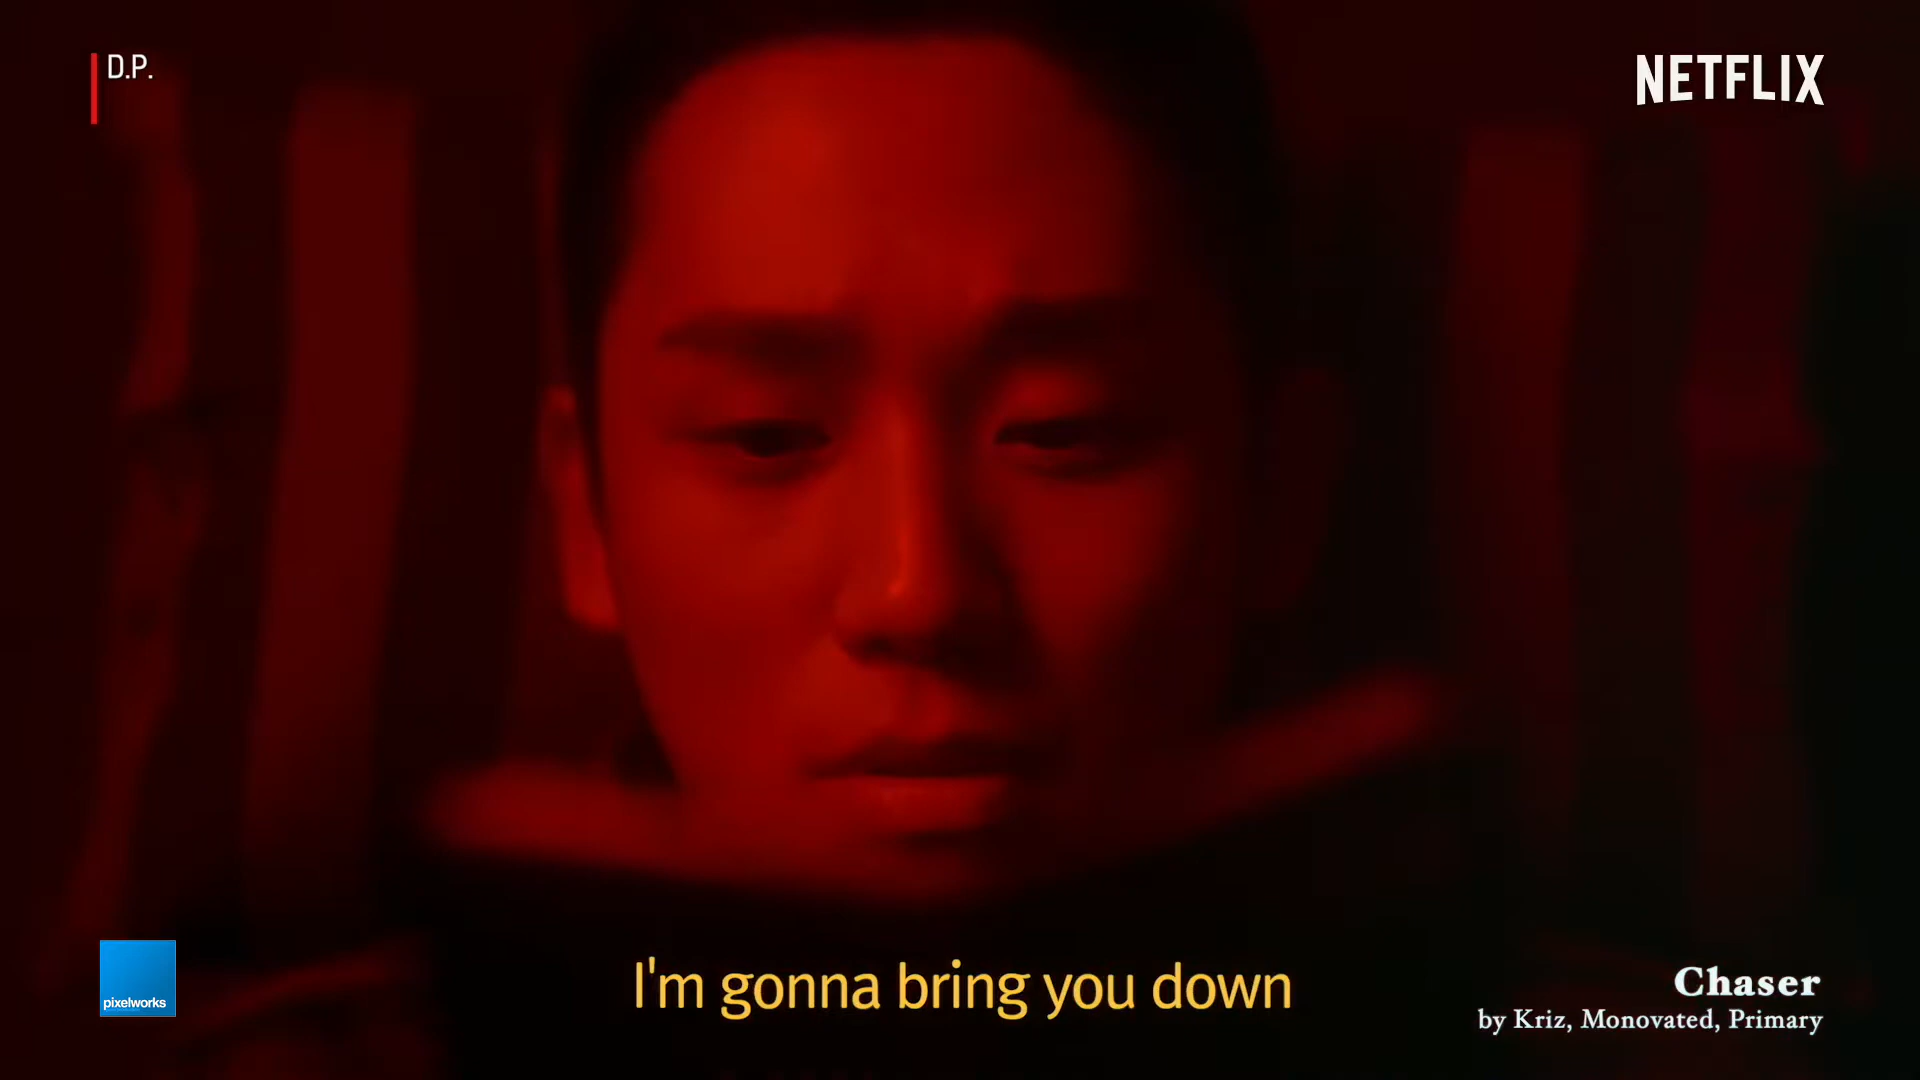 D.P.
NETFLIX
pixelworks
I'm gonna bring you down
Chaser
by Kriz, Monovated, Primary